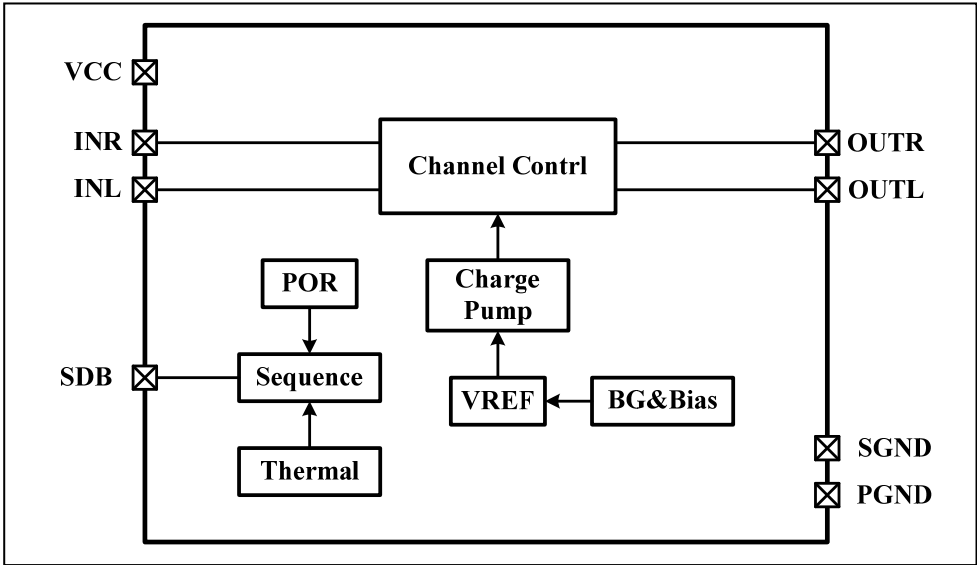 VCC
INR
Channel Contrl
OUTR
INL
OUTL
POR
Charge
Pump
SDB
Sequence
VREF
BG&Bias
SGND
Thermal
PGND